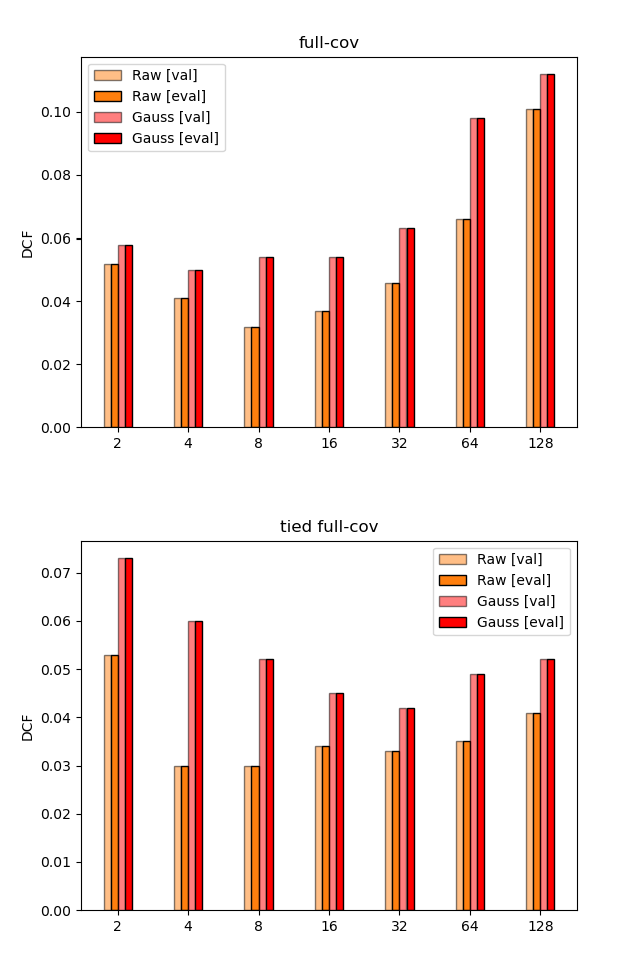 full-cov
Raw [val]
Raw [eval]
Gauss [val]
Gauss [eval]
DCF
0.10
0.08
0.06
0.04
0.02
0.00
2 4 8 16 32 64 128
tied full-cov
Raw [val]
Raw [eval]
Gauss [val]
Gauss [eval]
DCF
0.07
0.06
0.05
0.04
0.03
0.02
0.01
0.00
2 4 8 16 32 64 128